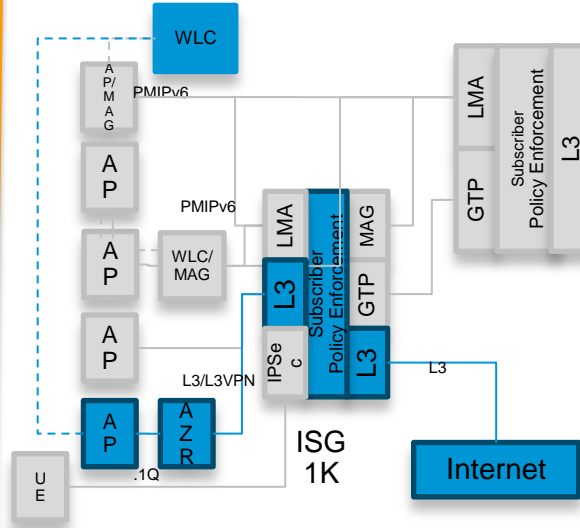 WLC
A
P/
M
A
G
PMIPv6
LMA
Subscriber
Policy Enforcement
L3
GTP
A
P
PMIPv6
LMA
Subscriber
Policy Enforcement
MAG
A
P
WLC/
MAG
L3
GTP
A
P
IPSe
c
L3
L3/L3VPN
L3
A
P
A
Z
R
.1Q
ISG
1K
Internet
U
E